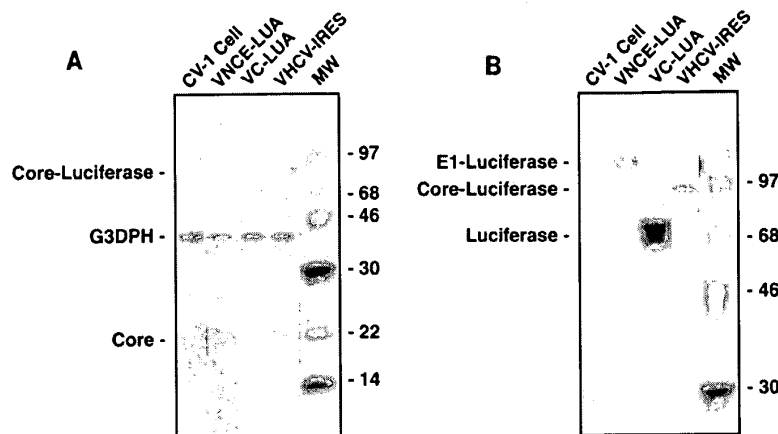 A
CV-1 Cell
VNCE-LUA
VC-LUA
VHCV-IRES
MW
Core-Luciferase -
G3DPH -
Core -
- 97
- 68
- 46
- 30
- 22
- 14
B
CV-1 Cell
VNCE-LUA
VC-LUA
VHCV-IRES
MW
E1-Luciferase -
Core-Luciferase -
Luciferase -
- 97
- 68
- 46
- 30